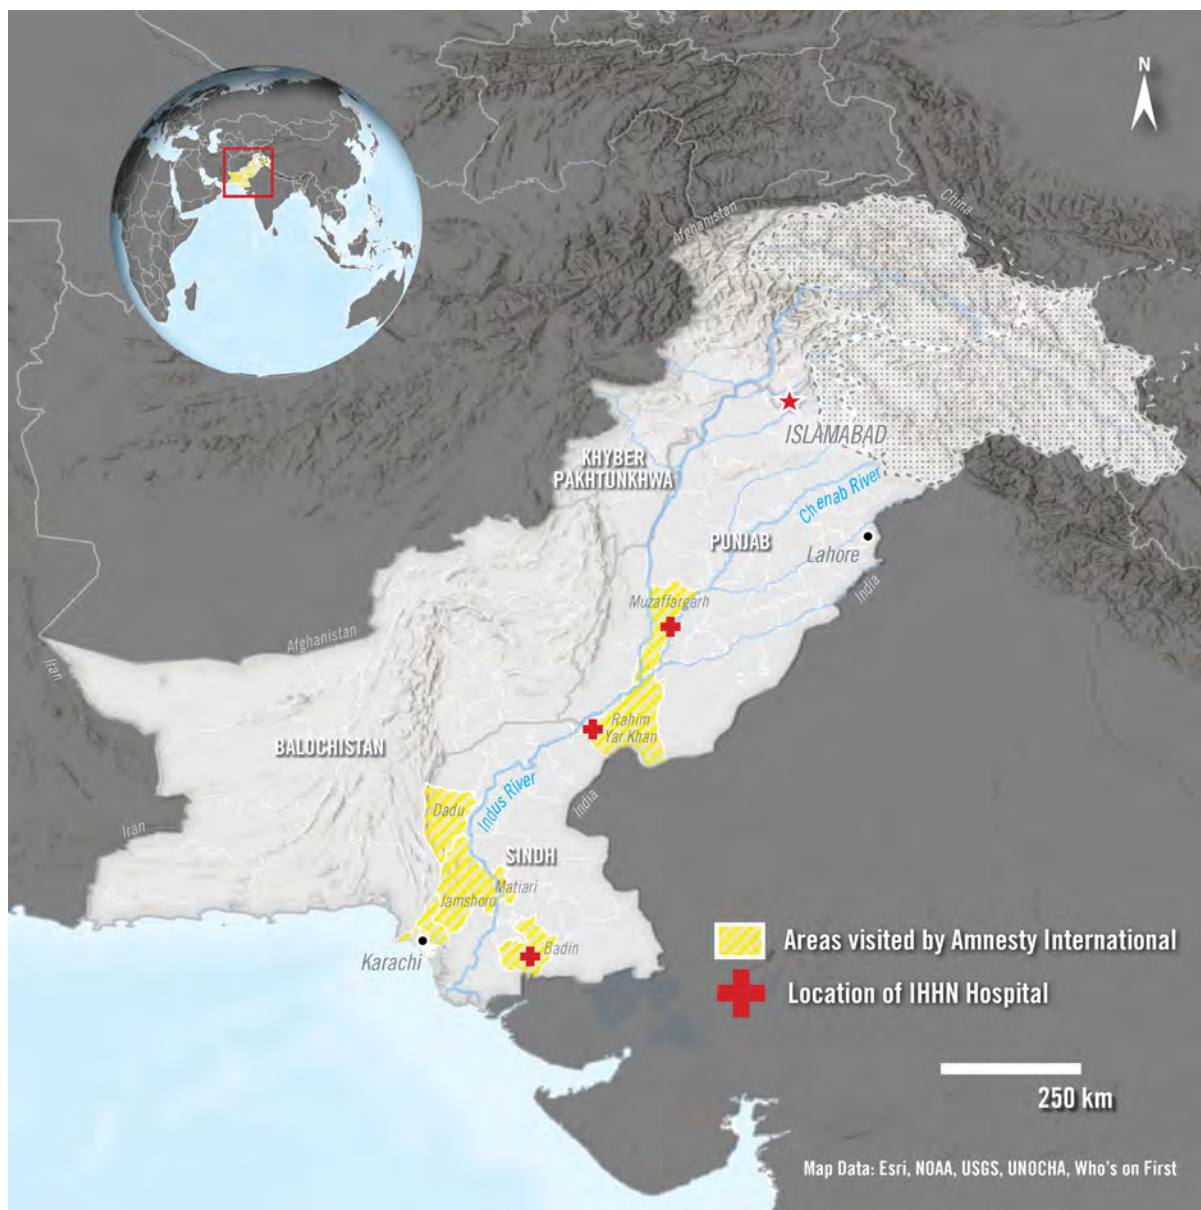 N
China
Afghanistan
ISLAMABAD
KHYBER
PAKHTUNKHWA
Chenab River
PUNJAB
Lahore
India
Muzaffargarh
Afghanistan
Iran
Rahim
Yar Khan
BALOCHISTAN
Indus River
India
Dadu
Iran
SINDH
Matiari
Jamshoro
Badin
Karachi
Areas visited by Amnesty International
Location of IHHN Hospital
250 km
Map Data: Esri, NOAA, USGS, UNOCHA, Who's on First